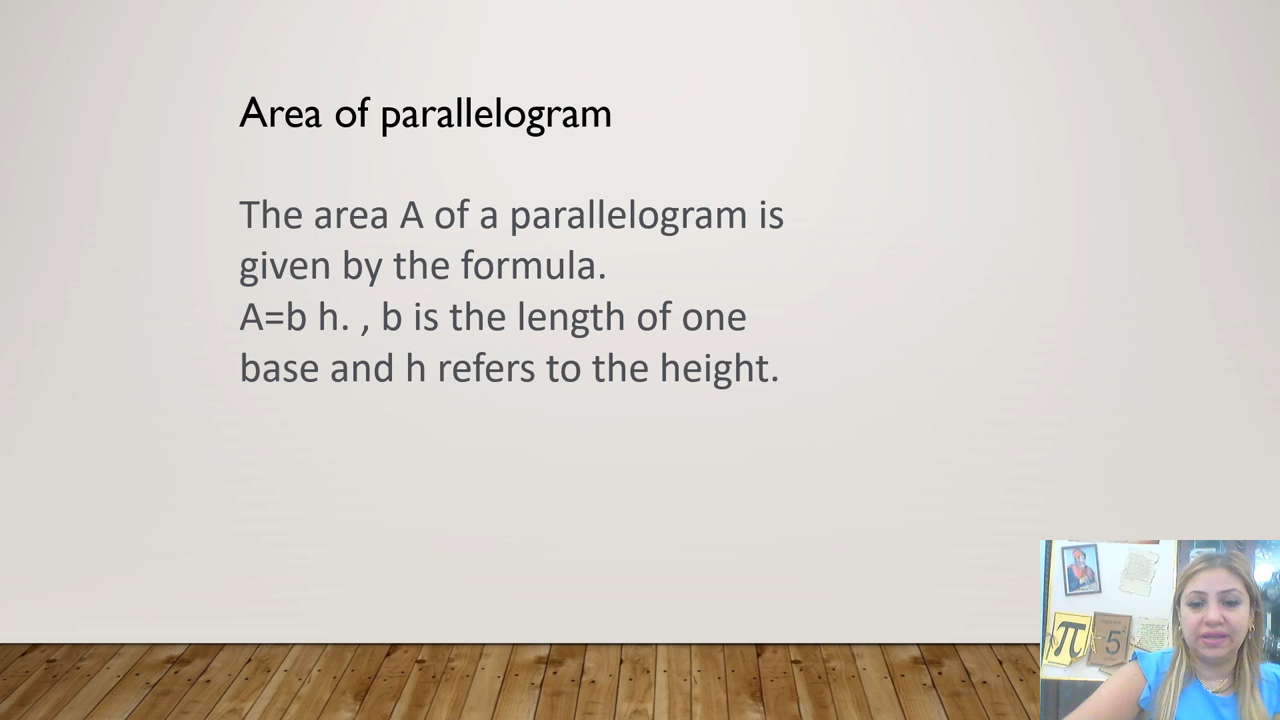 Area of parallelogram
The area A of a parallelogram is
given by the formula.
A=b h. , b is the length of one
base and h refers to the height.
π
5